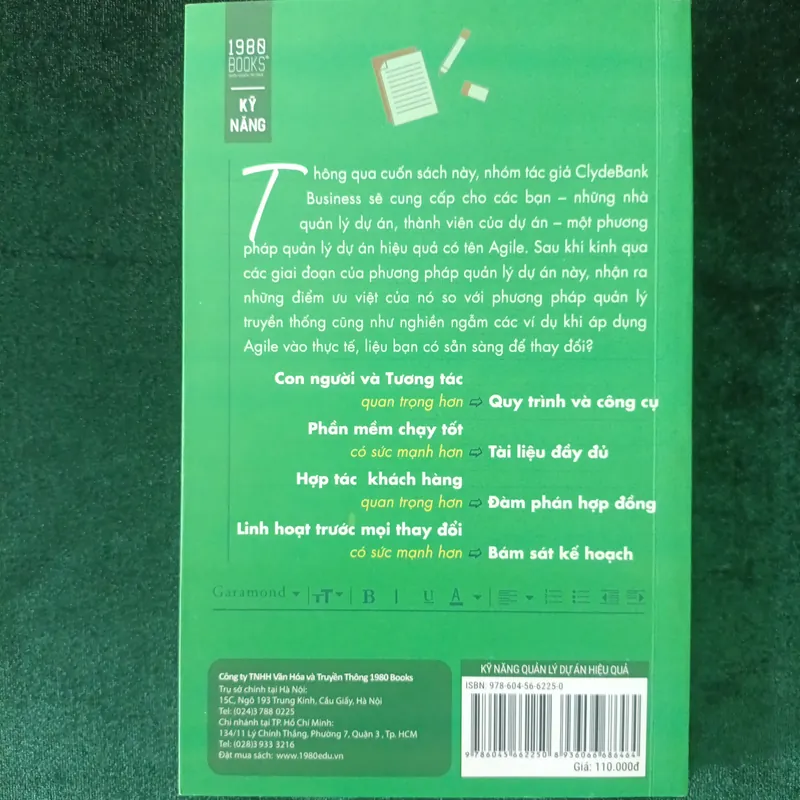 1980
BOOKS
KỸ
NĂNG
Thông qua cuốn sách này, nhóm tác giả ClydeBank
Business sẽ cung cấp cho các bạn – những nhà
quản lý dự án, thành viên của dự án – một phương
pháp quản lý dự án hiệu quả có tên Agile. Sau khi kinh qua
các giai đoạn của phương pháp quản lý dự án này, nhận ra
những điểm ưu việt của nó so với phương pháp quản lý
truyền thống cũng như nghiền ngẫm các ví dụ khi áp dụng
Agile vào thực tế, liệu bạn có sẵn sàng để thay đổi?
Con người và Tương tác
quan trọng hơn ⇨ Quy trình và công cụ
Phần mềm chạy tốt
có sức mạnh hơn ⇨ Tài liệu đầy đủ
Hợp tác khách hàng
quan trọng hơn ⇨ Đàm phán hợp đồng
Linh hoạt trước mọi thay đổi
có sức mạnh hơn ⇨ Bám sát kế hoạch
Garamond TT B I U A
Công ty TNHH Văn Hóa và Truyền Thông 1980 Books
Trụ sở chính tại Hà Nội:
15C, Ngõ 193 Trung Kính, Cầu Giấy, Hà Nội
Tel: (024)3 788 0225
Chi nhánh tại TP. Hồ Chí Minh:
134/11 Lý Chính Thắng, Phường 7, Quận 3 , Tp. HCM
Tel: (028)3 933 3216
Đặt mua sách: www.1980edu.vn
KỸ NĂNG QUẢN LÝ DỰ ÁN HIỆU QUẢ
ISBN: 978-604-56-6225-0
9 786045 662250 8 936066 686464
Giá: 110.000đ